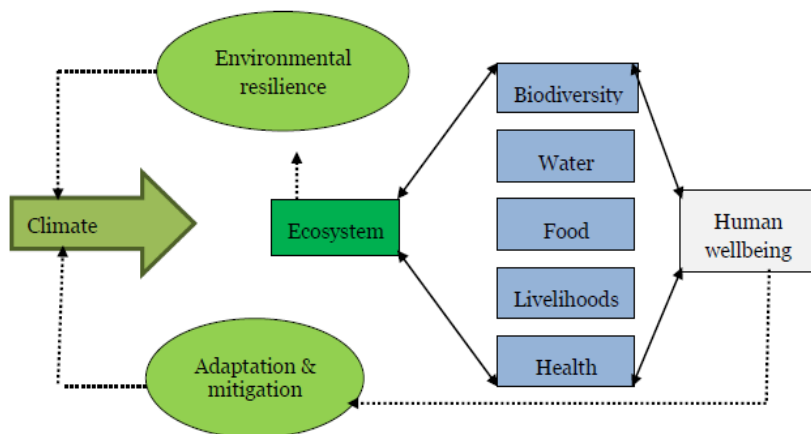 Environmental
resilience
Biodiversity
Water
Climate
Ecosystem
Food
Human
wellbeing
Livelihoods
Adaptation &
mitigation
Health